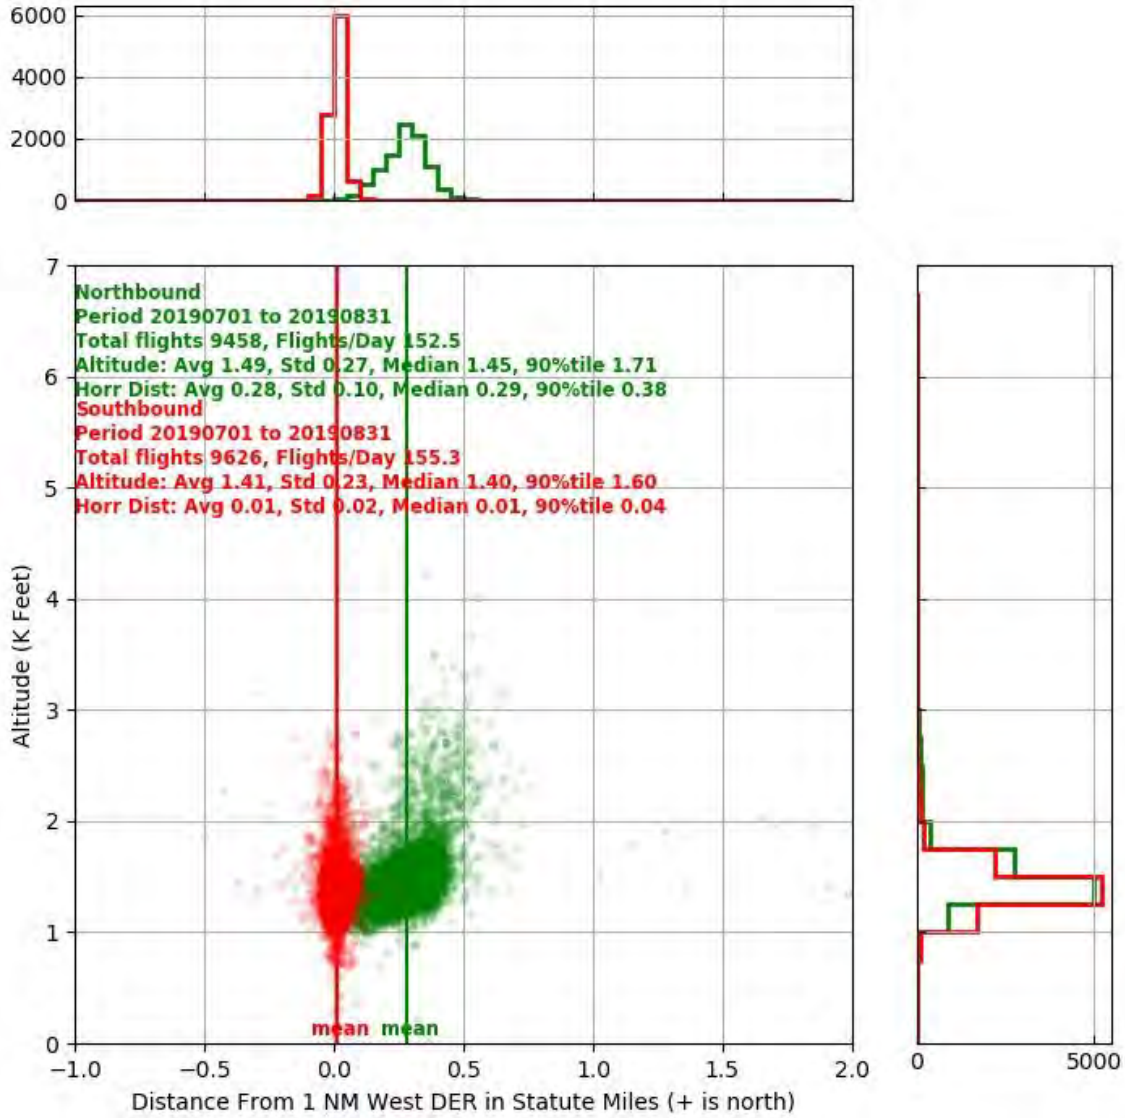 6000
4000
2000
0
7
Northbound
Period 20190701 to 20190831
Total flights 9458, Flights/Day 152.5
Altitude: Avg 1.49, Std 0.27, Median 1.45, 90%tile 1.71
6
Horr Dist: Avg 0.28, Std 0.10, Median 0.29, 90%tile 0.38
Southbound
Period 20190701 to 20190831
Total flights 9626, Flights/Day 155.3
Altitude: Avg 1.41, Std 0.23, Median 1.40, 90%tile 1.60
5
Horr Dist: Avg 0.01, Std 0.02, Median 0.01, 90%tile 0.04
Altitude (K Feet)
4
3
2
1
mean mean
0
−1.0 −0.5 0.0 0.5 1.0 1.5 2.0 0 5000
Distance From 1 NM West DER in Statute Miles (+ is north)